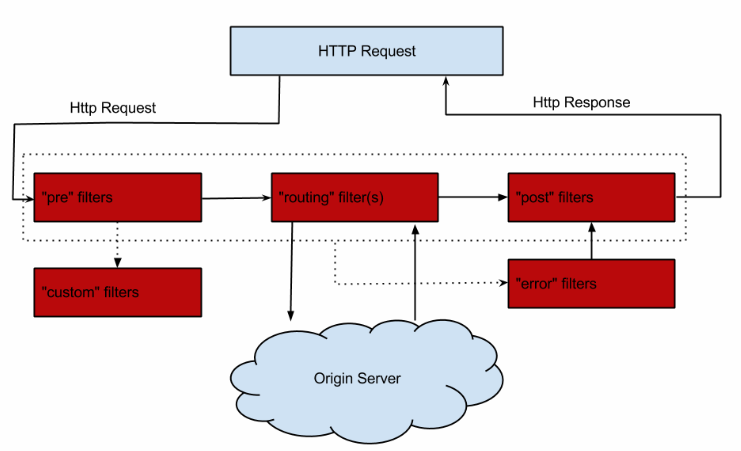 HTTP Request
Http Request
Http Response
"pre" filters
"routing" filter(s)
"post" filters
"custom" filters
"error" filters
Origin Server